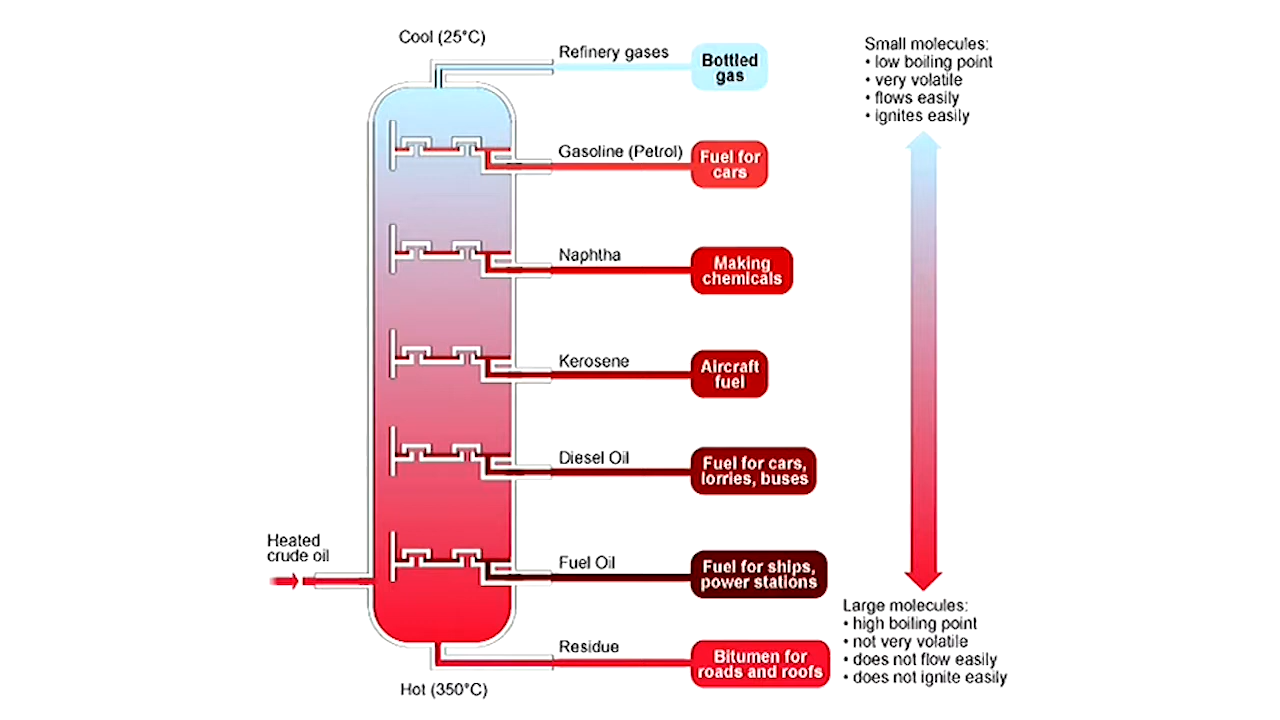 Cool (25°C)
Refinery gases
Bottled
gas
Small molecules:
• low boiling point
• very volatile
• flows easily
• ignites easily
Gasoline (Petrol)
Fuel for
cars
Naphtha
Making
chemicals
Kerosene
Aircraft
fuel
Diesel Oil
Fuel for cars,
lorries, buses
Heated
crude oil
Fuel Oil
Fuel for ships,
power stations
Large molecules:
• high boiling point
• not very volatile
• does not flow easily
• does not ignite easily
Residue
Bitumen for
roads and roofs
Hot (350°C)